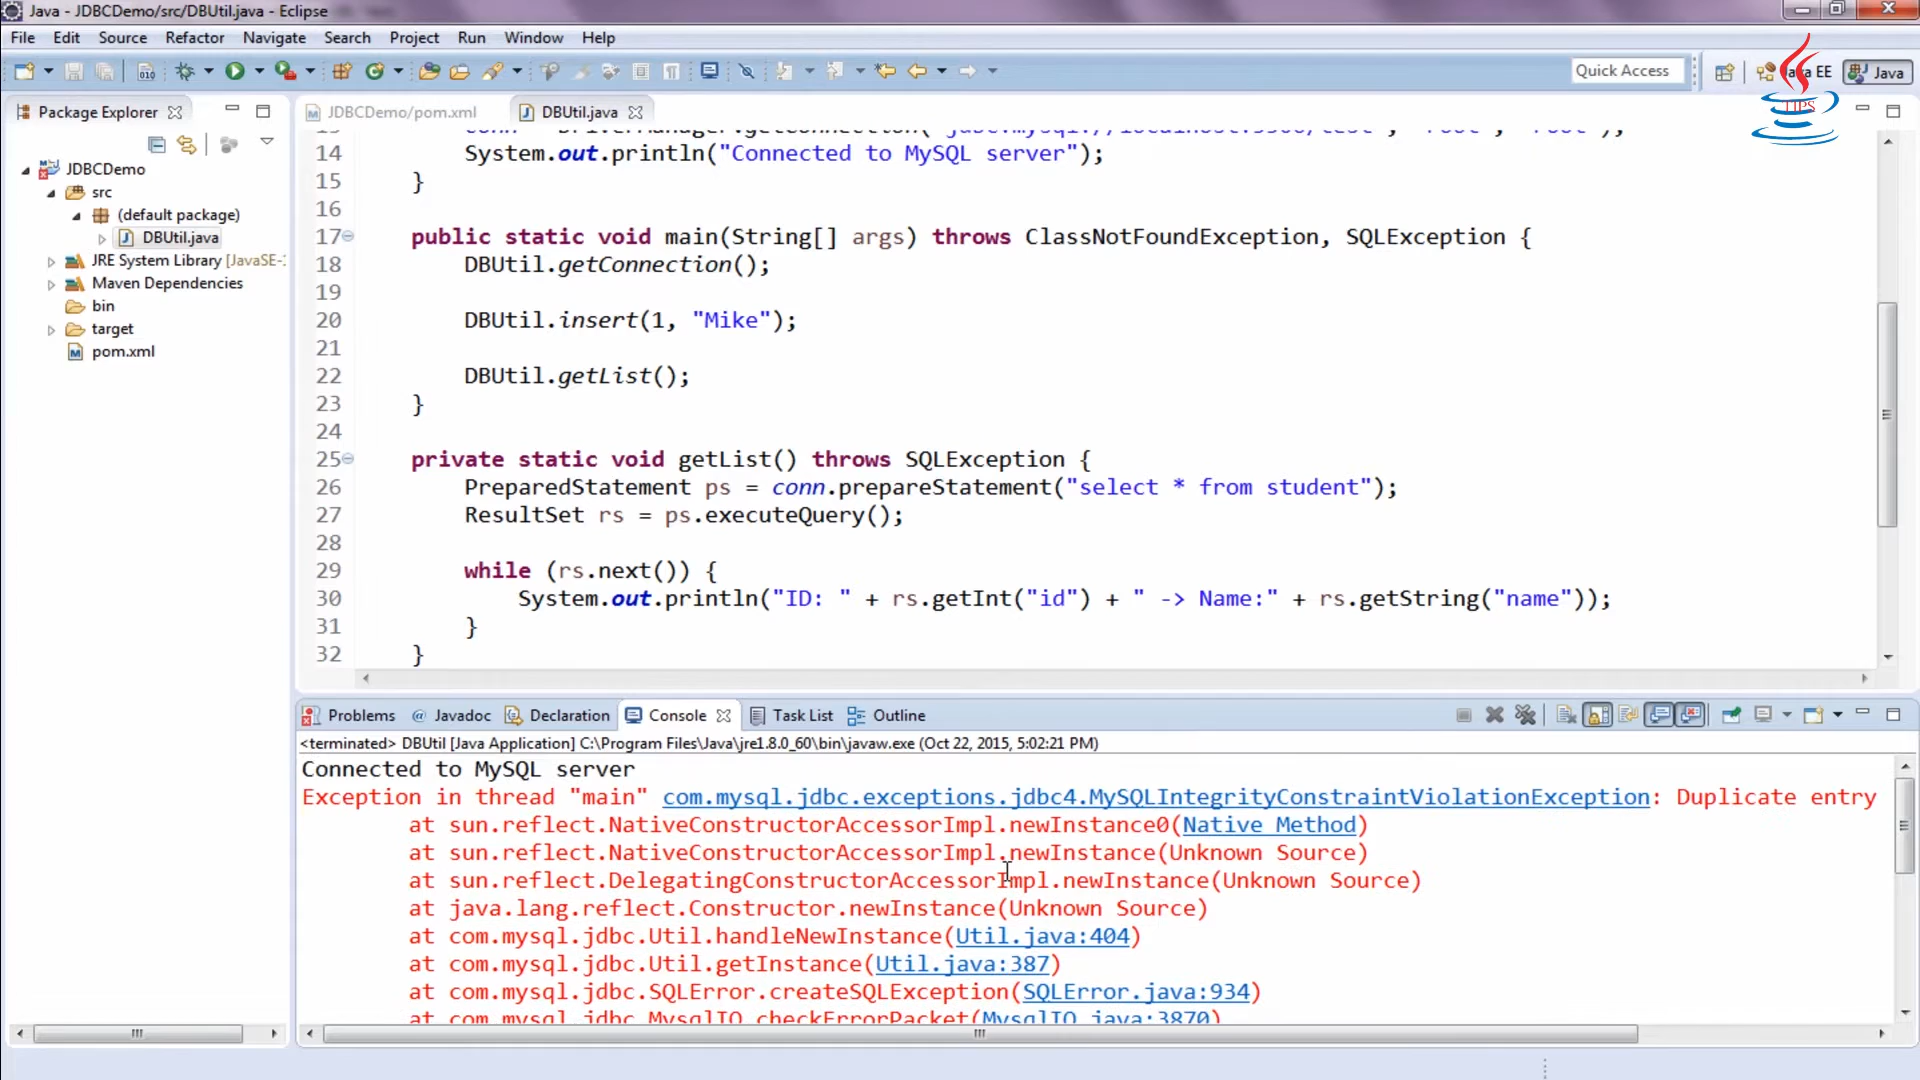 Java - JDBCDemo/src/DBUtil.java - Eclipse
File Edit Source Refactor Navigate Search Project Run Window Help
Quick Access
Java EE
Java
TIPS
Package Explorer
JDBCDemo/pom.xml
DBUtil.java
JDBCDemo
src
(default package)
DBUtil.java
JRE System Library [JavaSE-
Maven Dependencies
bin
target
pom.xml
14 System.out.println("Connected to MySQL server");
15 }
16
17 public static void main(String[] args) throws ClassNotFoundException, SQLException {
18 DBUtil.getConnection();
19
20 DBUtil.insert(1, "Mike");
21
22 DBUtil.getList();
23 }
24
25 private static void getList() throws SQLException {
26 PreparedStatement ps = conn.prepareStatement("select * from student");
27 ResultSet rs = ps.executeQuery();
28
29 while (rs.next()) {
30 System.out.println("ID: " + rs.getInt("id") + " -> Name:" + rs.getString("name"));
31 }
32 }
Problems @ Javadoc Declaration Console Task List Outline
<terminated> DBUtil [Java Application] C:\Program Files\Java\jre1.8.0_60\bin\javaw.exe (Oct 22, 2015, 5:02:21 PM)
Connected to MySQL server
Exception in thread "main" com.mysql.jdbc.exceptions.jdbc4.MySQLIntegrityConstraintViolationException: Duplicate entry
at sun.reflect.NativeConstructorAccessorImpl.newInstance0(Native Method)
at sun.reflect.NativeConstructorAccessorImpl.newInstance(Unknown Source)
at sun.reflect.DelegatingConstructorAccessorImpl.newInstance(Unknown Source)
at java.lang.reflect.Constructor.newInstance(Unknown Source)
at com.mysql.jdbc.Util.handleNewInstance(Util.java:404)
at com.mysql.jdbc.Util.getInstance(Util.java:387)
at com.mysql.jdbc.SQLError.createSQLException(SQLError.java:934)
at com.mysql.jdbc.MysqlIO.checkErrorPacket(MysqlIO.java:3870)